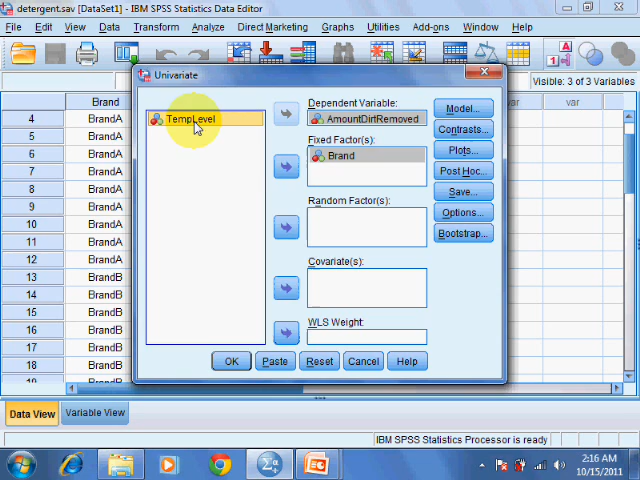 detergent.sav [DataSet1] - IBM SPSS Statistics Data Editor
File Edit View Data Transform Analyze Direct Marketing Graphs Utilities Add-ons Window Help
Visible: 3 of 3 Variables
Univariate
Brand
var
var
4 BrandA
5 BrandA
6 BrandA
7 BrandA
8 BrandA
9 BrandA
10 BrandA
11 BrandA
12 BrandA
13 BrandB
14 BrandB
15 BrandB
16 BrandB
17 BrandB
18 BrandB
19 BrandB
TempLevel
Dependent Variable:
AmountDirtRemoved
Fixed Factor(s):
Brand
Random Factor(s):
Covariate(s):
WLS Weight:
Model...
Contrasts...
Plots...
Post Hoc...
Save...
Options...
Bootstrap...
OK Paste Reset Cancel Help
Data View Variable View
IBM SPSS Statistics Processor is ready
2:16 AM
10/15/2011